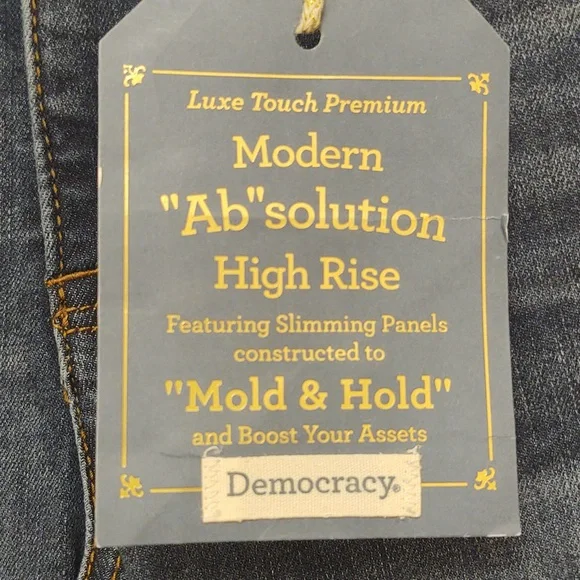 Luxe Touch Premium
Modern
"Ab"solution
High Rise
Featuring Slimming Panels
constructed to
"Mold & Hold"
and Boost Your Assets
Democracy®